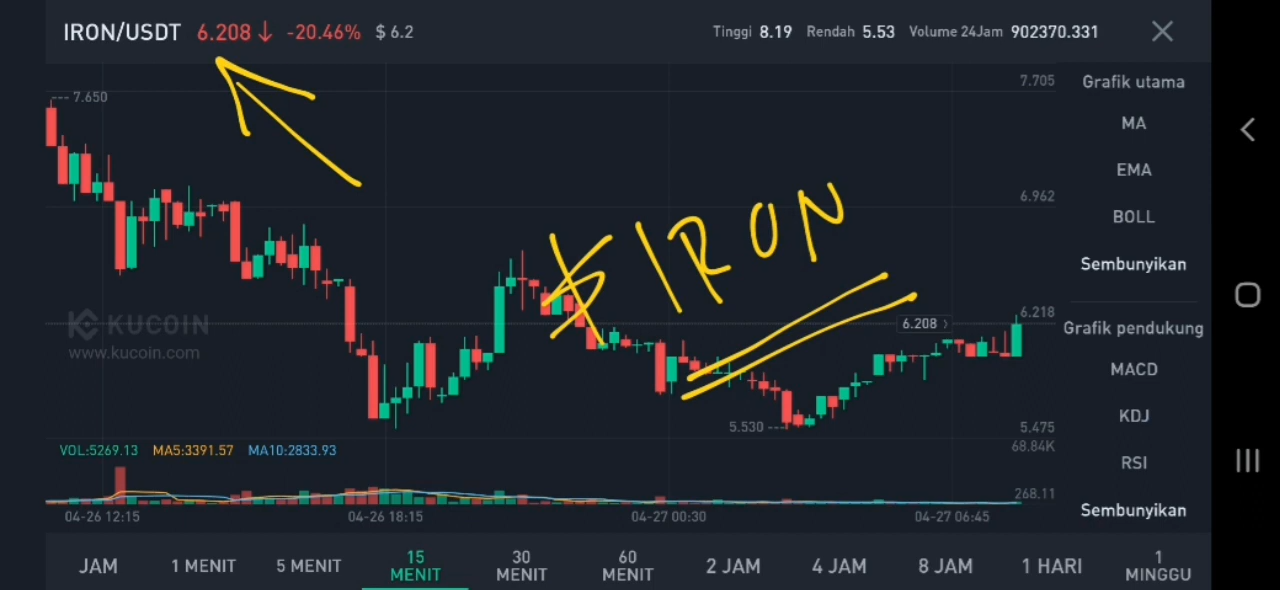 IRON/USDT 6.208 ↓ -20.46% $ 6.2 Tinggi 8.19 Rendah 5.53 Volume 24Jam 902370.331
7.705
Grafik utama
7.650
MA
EMA
6.962
BOLL
$IRON
Sembunyikan
6.218
KUCOIN
6.208
Grafik pendukung
www.kucoin.com
MACD
KDJ
5.530
5.475
VOL:5269.13 MA5:3391.57 MA10:2833.93
68.84K
RSI
268.11
04-26 12:15 04-26 18:15 04-27 00:30 04-27 06:45
Sembunyikan
JAM 1 MENIT 5 MENIT 15 MENIT 30 MENIT 60 MENIT 2 JAM 4 JAM 8 JAM 1 HARI 1 MINGGU